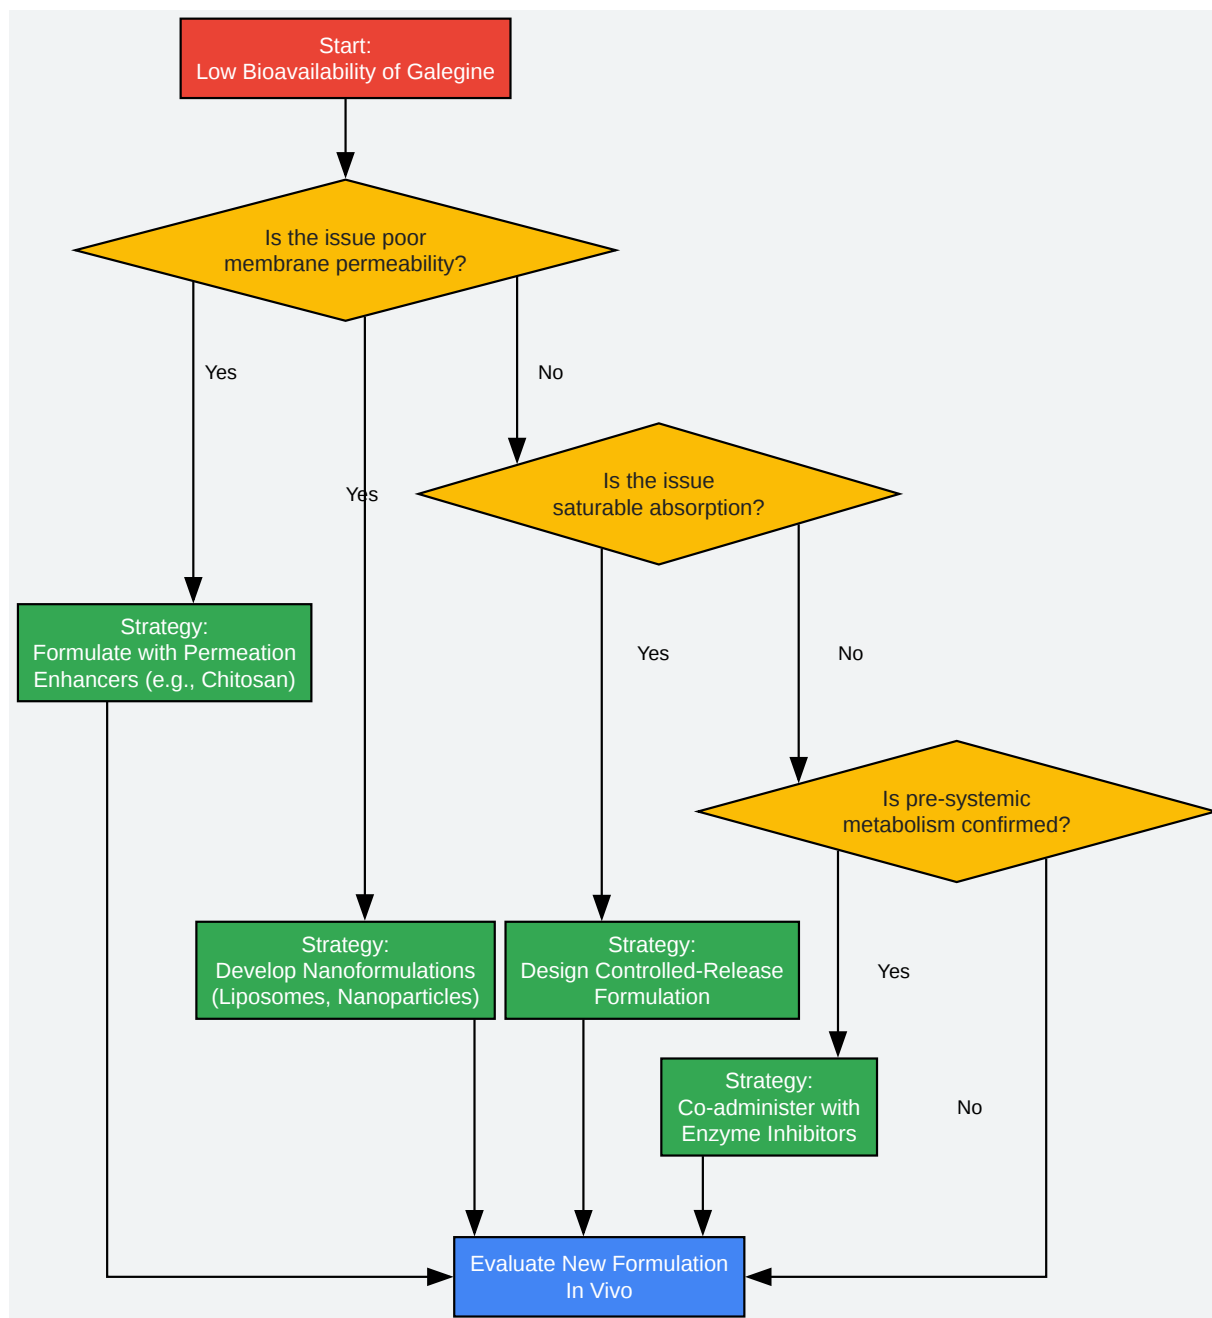 Start:
Low Bioavailability of Galegine
Is the issue poor
membrane permeability?
Yes
No
Yes
Is the issue
saturable absorption?
Strategy:
Formulate with Permeation
Enhancers (e.g., Chitosan)
Yes
No
Is pre-systemic
metabolism confirmed?
Strategy:
Develop Nanoformulations
(Liposomes, Nanoparticles)
Strategy:
Design Controlled-Release
Formulation
Yes
Strategy:
Co-administer with
Enzyme Inhibitors
No
Evaluate New Formulation
In Vivo